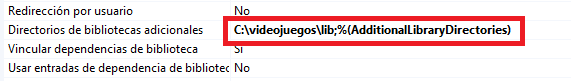 Redirección por usuario No
Directorios de bibliotecas adicionales C:\videojuegos\lib;%(AdditionalLibraryDirectories)
Vincular dependencias de biblioteca Sí
Usar entradas de dependencia de bibliotec No